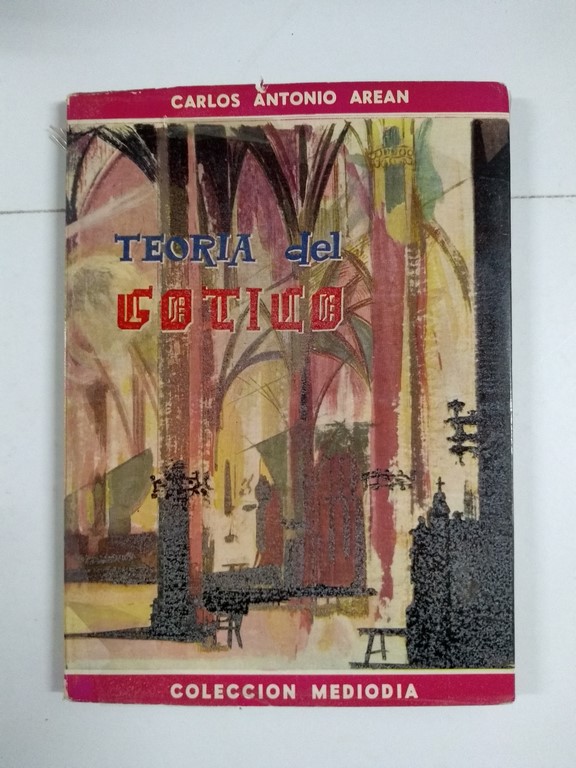 CARLOS ANTONIO AREAN
TEORIA del
GOTICO
COLECCION MEDIODIA